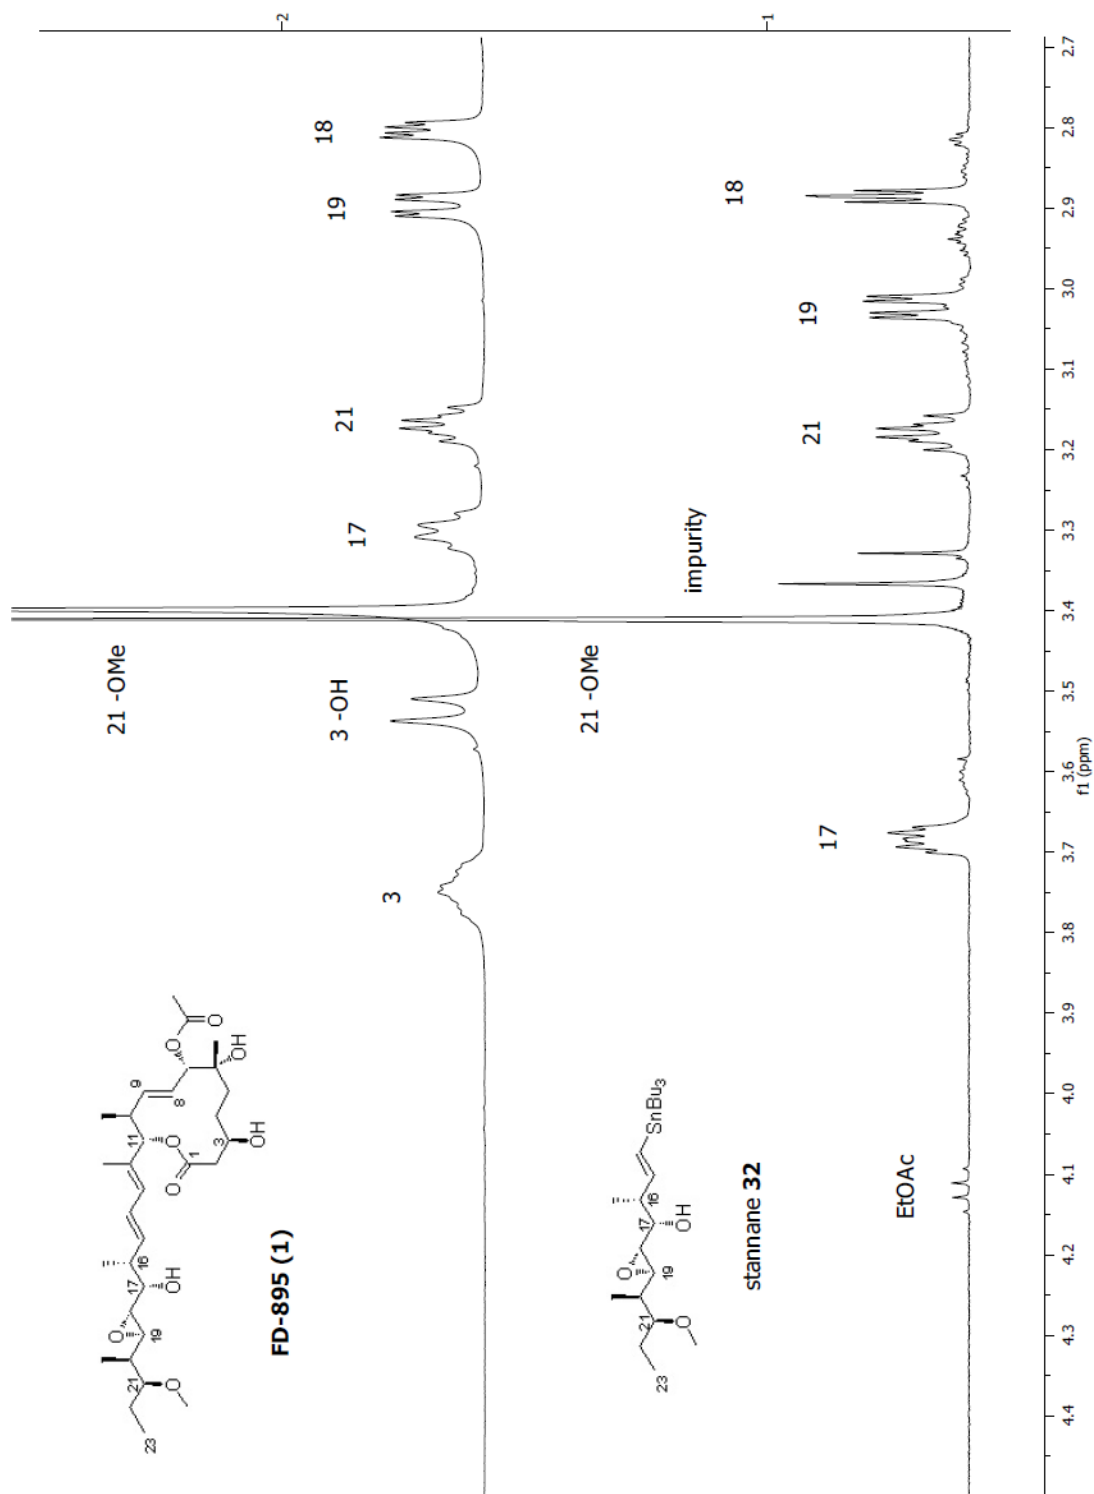 21 -OMe
3
3 -OH
17
21
19
18
23
21
O
O
19
17
OH
16
11
O
O
1
3
OH
OH
8
9
O
O
FD-895 (1)
2
1
21 -OMe
impurity
17
21
19
18
23
21
O
O
19
17
OH
16
SnBu3
stannane 32
EtOAc
4.4 4.3 4.2 4.1 4.0 3.9 3.8 3.7 3.6 3.5 3.4 3.3 3.2 3.1 3.0 2.9 2.8 2.7
f1 (ppm)